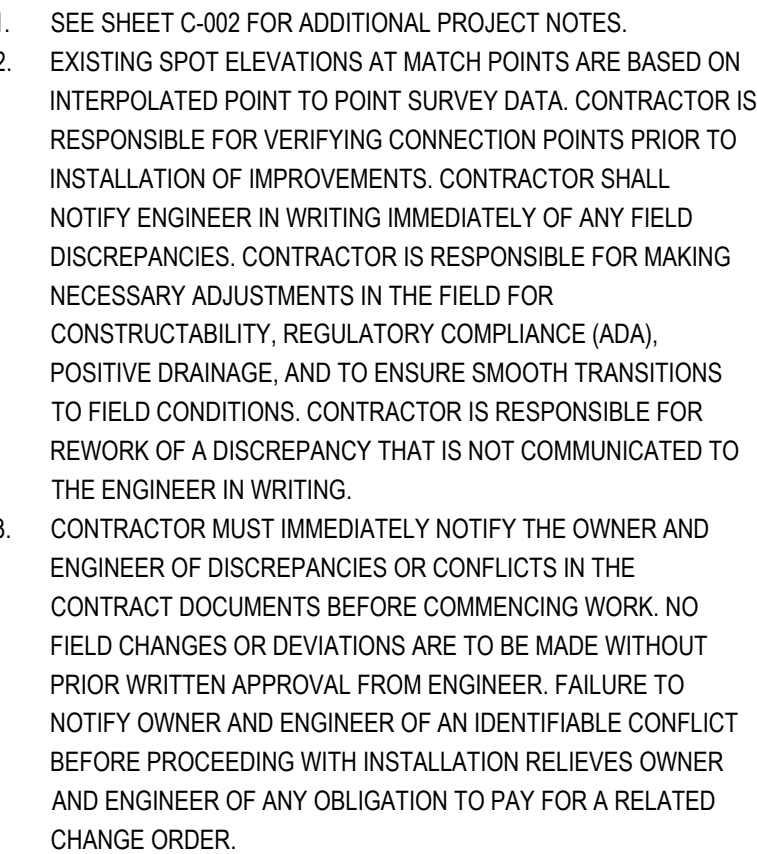 1. SEE SHEET C-002 FOR ADDITIONAL PROJECT NOTES.
2. EXISTING SPOT ELEVATIONS AT MATCH POINTS ARE BASED ON
INTERPOLATED POINT TO POINT SURVEY DATA. CONTRACTOR IS
RESPONSIBLE FOR VERIFYING CONNECTION POINTS PRIOR TO
INSTALLATION OF IMPROVEMENTS. CONTRACTOR SHALL
NOTIFY ENGINEER IN WRITING IMMEDIATELY OF ANY FIELD
DISCREPANCIES. CONTRACTOR IS RESPONSIBLE FOR MAKING
NECESSARY ADJUSTMENTS IN THE FIELD FOR
CONSTRUCTABILITY, REGULATORY COMPLIANCE (ADA),
POSITIVE DRAINAGE, AND TO ENSURE SMOOTH TRANSITIONS
TO FIELD CONDITIONS. CONTRACTOR IS RESPONSIBLE FOR
REWORK OF A DISCREPANCY THAT IS NOT COMMUNICATED TO
THE ENGINEER IN WRITING.
3. CONTRACTOR MUST IMMEDIATELY NOTIFY THE OWNER AND
ENGINEER OF DISCREPANCIES OR CONFLICTS IN THE
CONTRACT DOCUMENTS BEFORE COMMENCING WORK. NO
FIELD CHANGES OR DEVIATIONS ARE TO BE MADE WITHOUT
PRIOR WRITTEN APPROVAL FROM ENGINEER. FAILURE TO
NOTIFY OWNER AND ENGINEER OF AN IDENTIFIABLE CONFLICT
BEFORE PROCEEDING WITH INSTALLATION RELIEVES OWNER
AND ENGINEER OF ANY OBLIGATION TO PAY FOR A RELATED
CHANGE ORDER.